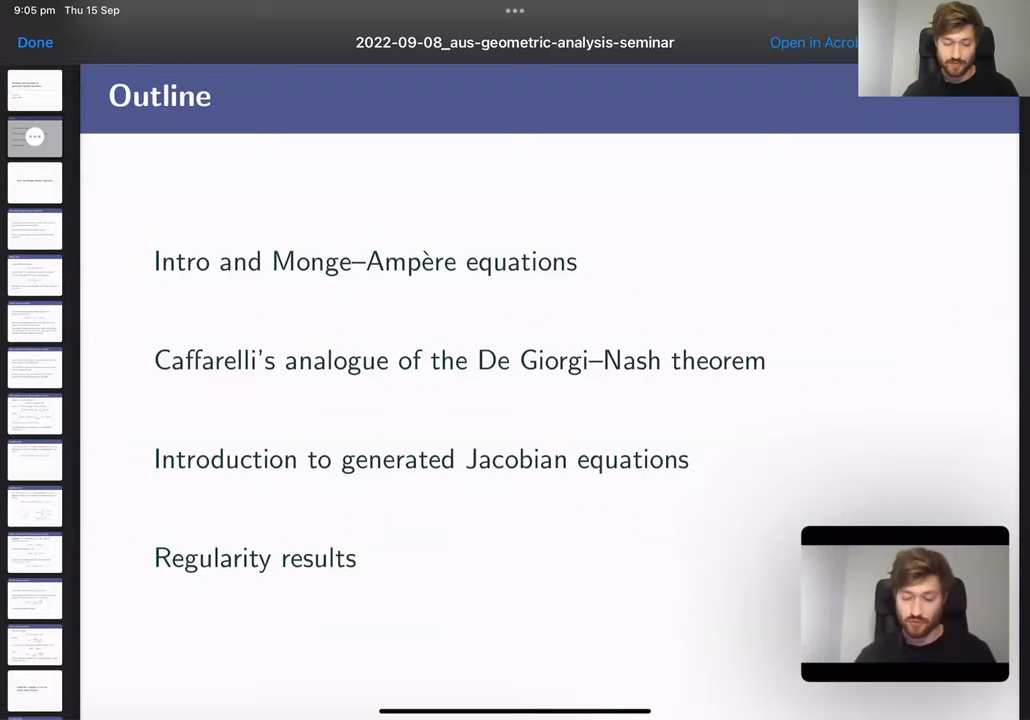 9:05 pm Thu 15 Sep
Done
2022-09-08_aus-geometric-analysis-seminar
Open in Acrob
Outline
Intro and Monge–Ampère equations
Caffarelli's analogue of the De Giorgi–Nash theorem
Introduction to generated Jacobian equations
Regularity results